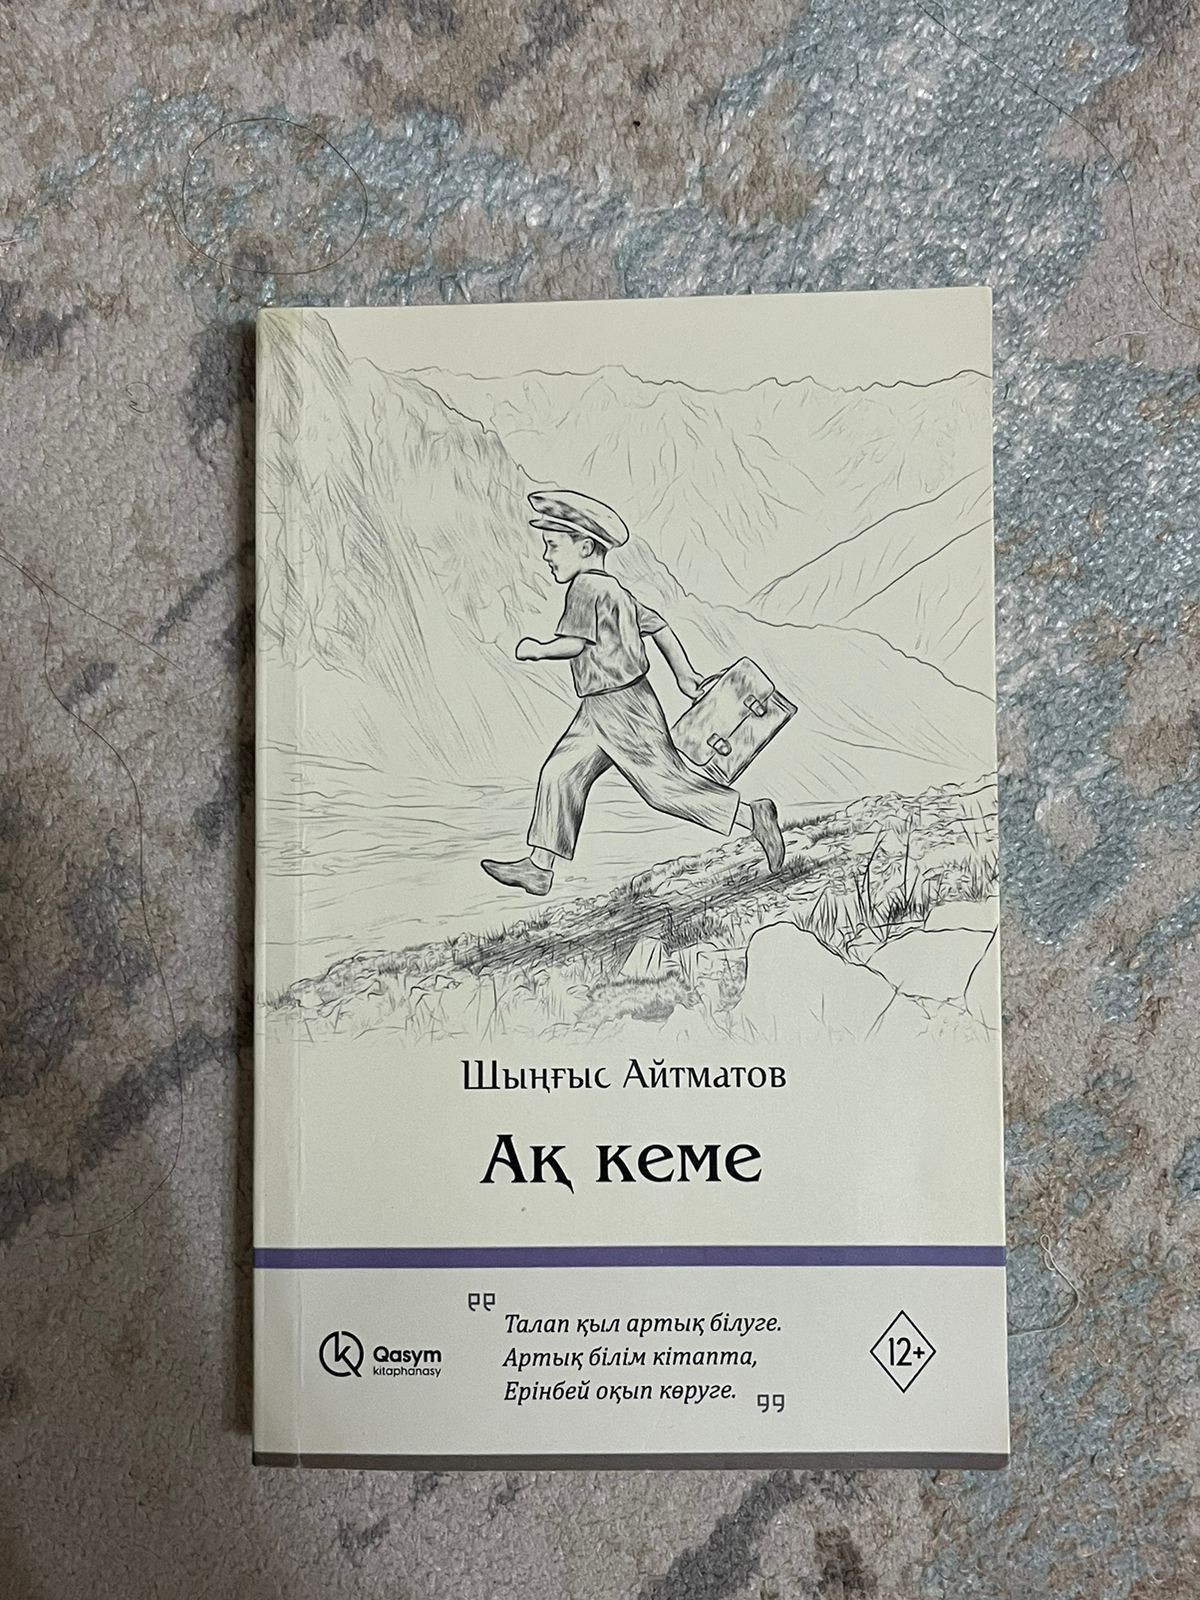 Шыңғыс Айтматов
Ақ кеме
Qasym
kitaphanasy
Талап қыл артық білуге.
Артық білім кітапта,
Ерінбей оқып көруге.
12+